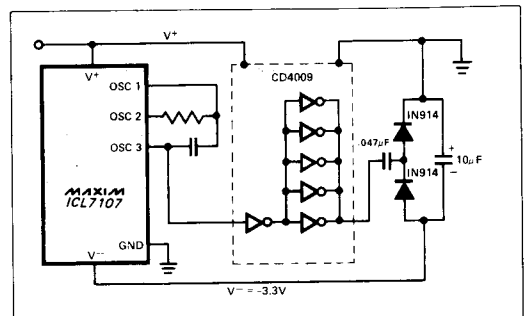 V+
CD4009
V+
OSC 1
OSC 2
OSC 3
MAXIM
ICL7107
GND
V−
.047μF
IN914
IN914
+
10μF
−
V− = -3.3V